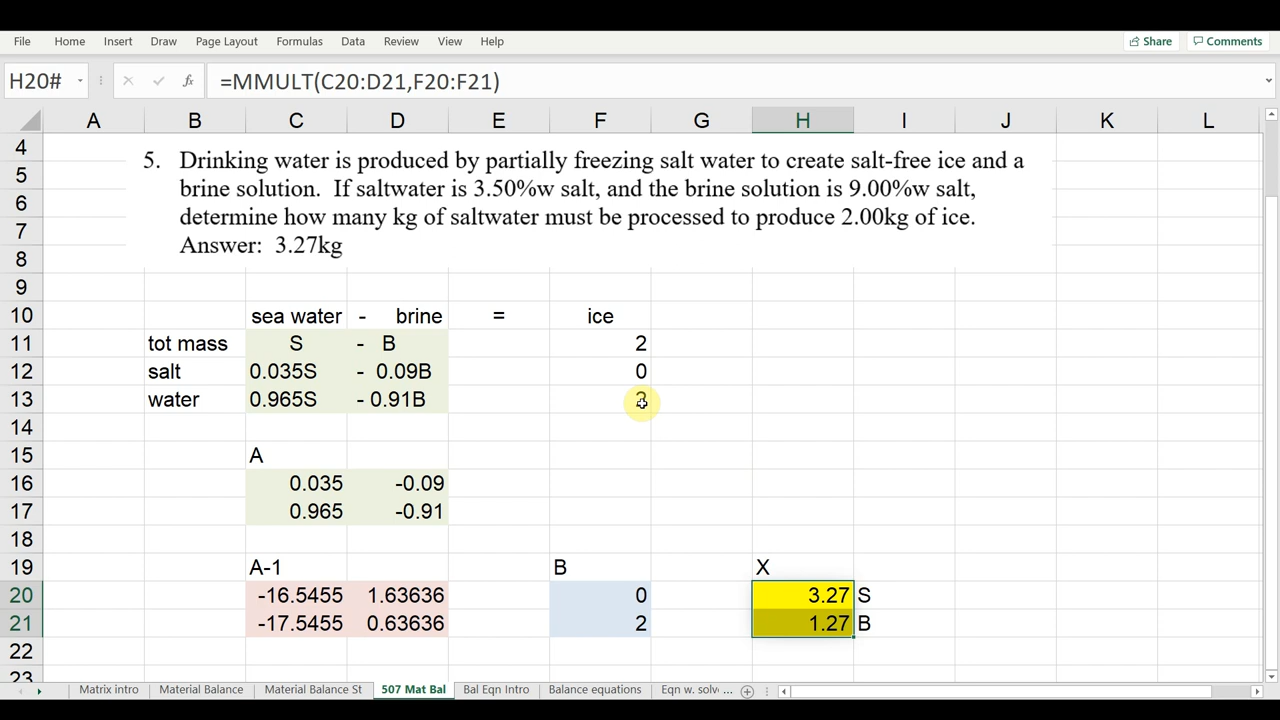 File Home Insert Draw Page Layout Formulas Data Review View Help Share Comments
H20# fx =MMULT(C20:D21,F20:F21)
A B C D E F G H I J K L
4
5. Drinking water is produced by partially freezing salt water to create salt-free ice and a
5
brine solution. If saltwater is 3.50%w salt, and the brine solution is 9.00%w salt,
6
determine how many kg of saltwater must be processed to produce 2.00kg of ice.
7
Answer: 3.27kg
8
9
10 sea water - brine = ice
11 tot mass S - B 2
12 salt 0.035S - 0.09B 0
13 water 0.965S - 0.91B 2
14
15 A
16 0.035 -0.09
17 0.965 -0.91
18
19 A-1 B X
20 -16.5455 1.63636 0 3.27 S
21 -17.5455 0.63636 2 1.27 B
22
23
Matrix intro Material Balance Material Balance St 507 Mat Bal Bal Eqn Intro Balance equations Eqn w. solv ...